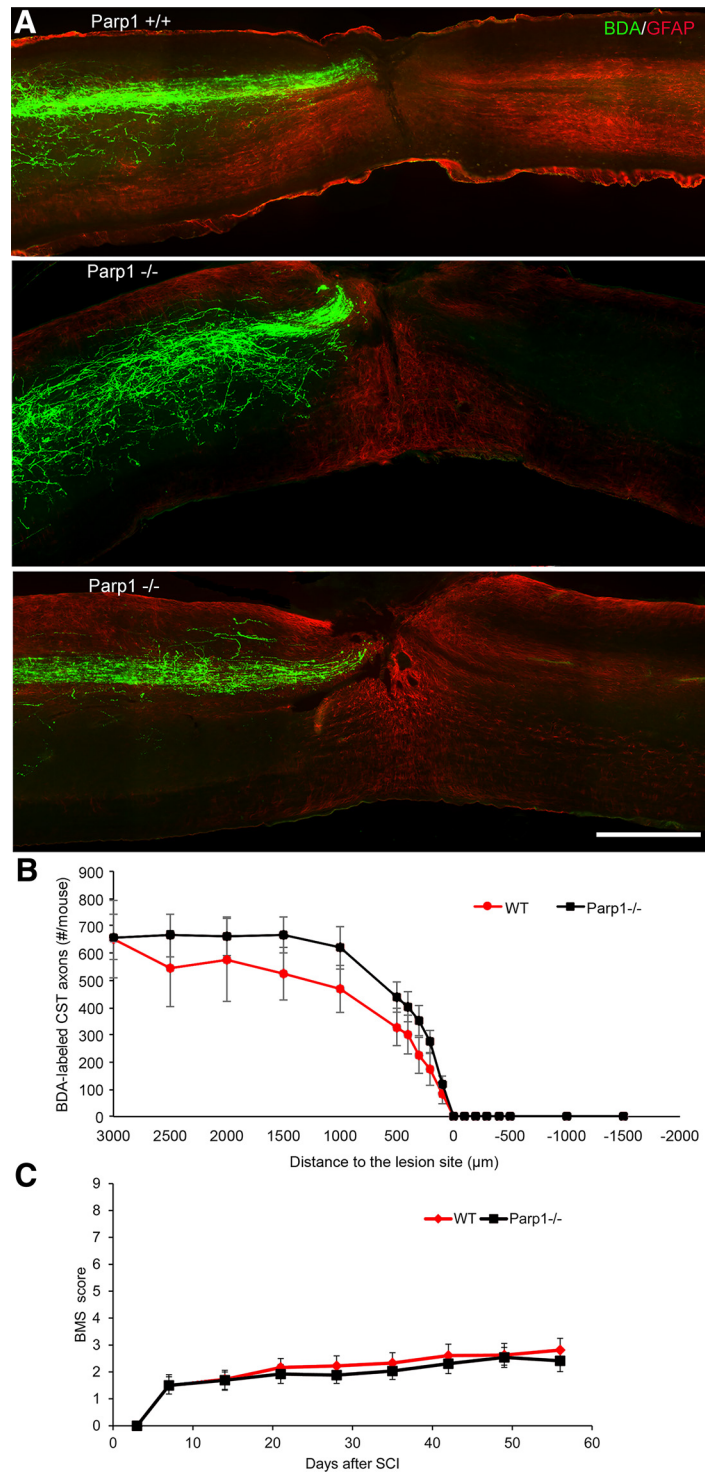 A
Parp1 +/+
BDA/GFAP
Parp1 -/-
Parp1 -/-
B
900
800
700
600
500
400
300
200
100
0
BDA-labeled CST axons (#/mouse)
WT
Parp1-/-
3000 2500 2000 1500 1000 500 0 -500 -1000 -1500 -2000
Distance to the lesion site (µm)
C
9
8
7
6
5
4
3
2
1
0
BMS score
WT
Parp1-/-
0 10 20 30 40 50 60
Days after SCI